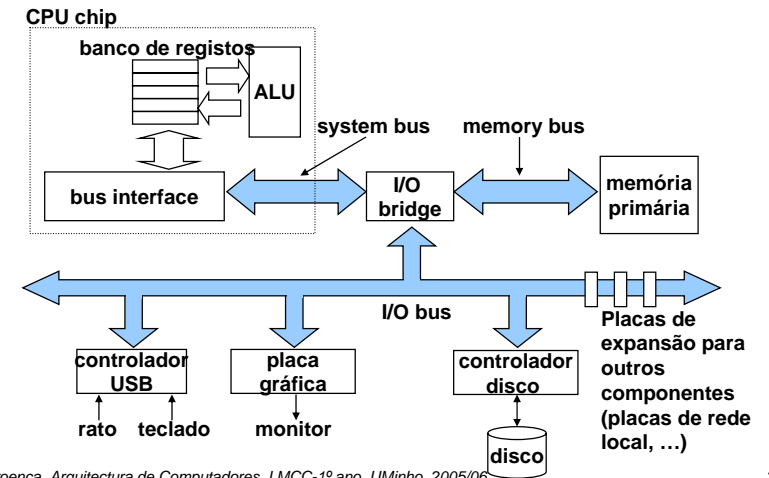 CPU chip
banco de registos
ALU
system bus
memory bus
bus interface
I/O
bridge
memória
primária
I/O bus
controlador
USB
placa
gráfica
controlador
disco
Placas de
expansão para
outros
componentes
(placas de rede
local, …)
rato
teclado
monitor
disco
Arquitectura de Computadores, LMCC-1º ano, UMinho, 2005/06